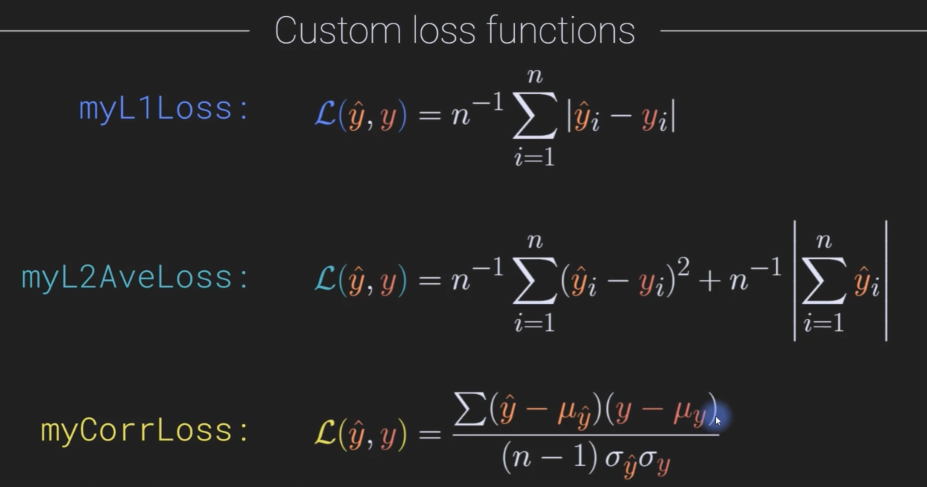 Custom loss functions
myL1Loss: ℒ(ŷ, y) = n⁻¹ ∑ᵢ₌₁ⁿ |ŷᵢ − yᵢ|
myL2AveLoss: ℒ(ŷ, y) = n⁻¹ ∑ᵢ₌₁ⁿ (ŷᵢ − yᵢ)² + n⁻¹ |∑ᵢ₌₁ⁿ ŷᵢ|
myCorrLoss: ℒ(ŷ, y) = ∑(ŷ − μ_ŷ)(y − μ_y) / (n − 1) σ_ŷ σ_y